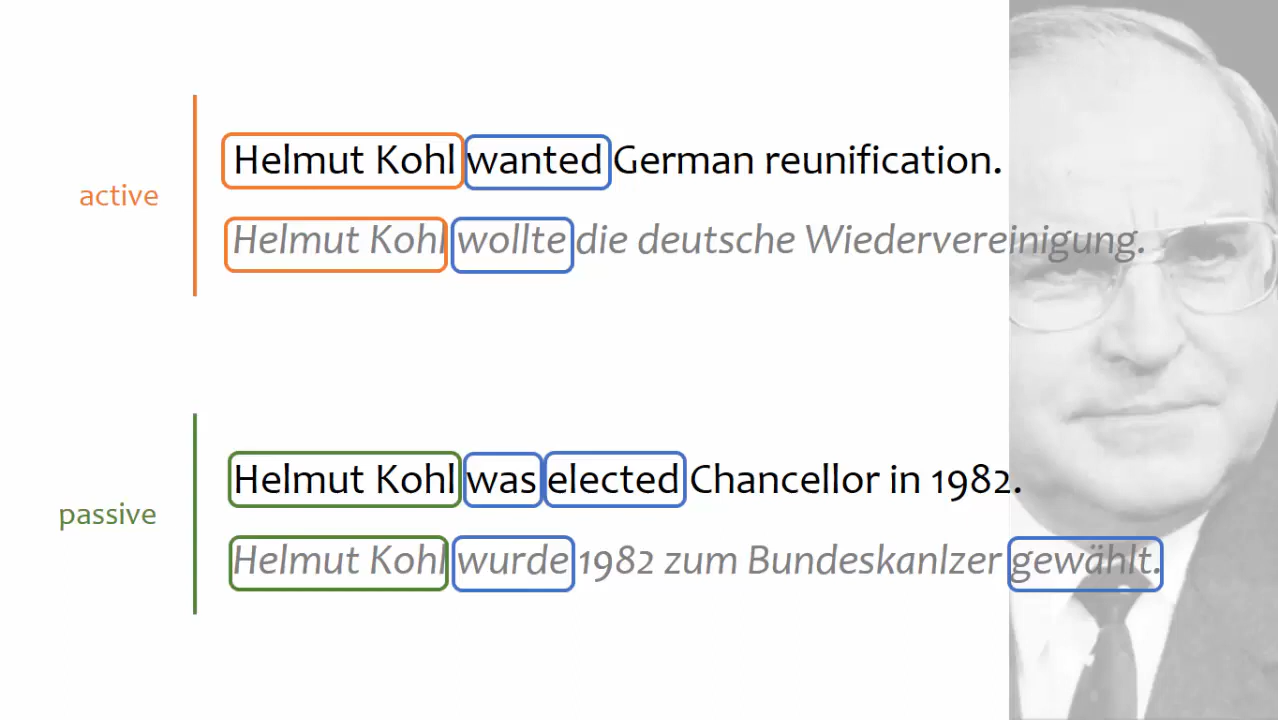 Helmut Kohl wanted German reunification.
active
Helmut Kohl wollte die deutsche Wiedervereinigung.
Helmut Kohl was elected Chancellor in 1982.
passive
Helmut Kohl wurde 1982 zum Bundeskanlzer gewählt.